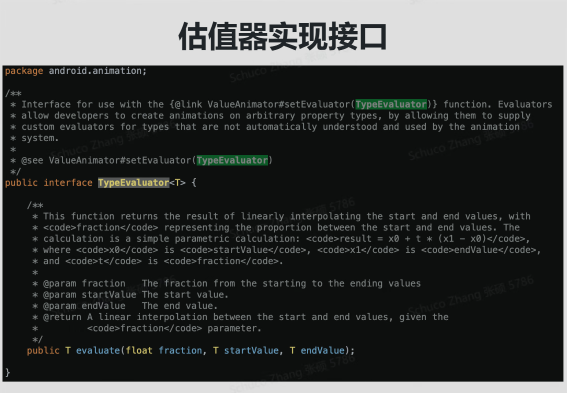 估值器实现接口
package android.animation;
/**
* Interface for use with the {@link ValueAnimator#setEvaluator(TypeEvaluator)} function. Evaluators
* allow developers to create animations on arbitrary property types, by allowing them to supply
* custom evaluators for types that are not automatically understood and used by the animation
* system.
*
* @see ValueAnimator#setEvaluator(TypeEvaluator)
*/
public interface TypeEvaluator<T> {
/**
* This function returns the result of linearly interpolating the start and end values, with
* <code>fraction</code> representing the proportion between the start and end values. The
* calculation is a simple parametric calculation: <code>result = x0 + t * (x1 - x0)</code>,
* where <code>x0</code> is <code>startValue</code>, <code>x1</code> is <code>endValue</code>,
* and <code>t</code> is <code>fraction</code>.
*
* @param fraction   The fraction from the starting to the ending values
* @param startValue The start value.
* @param endValue   The end value.
* @return A linear interpolation between the start and end values, given the
*         <code>fraction</code> parameter.
*/
public T evaluate(float fraction, T startValue, T endValue);
}